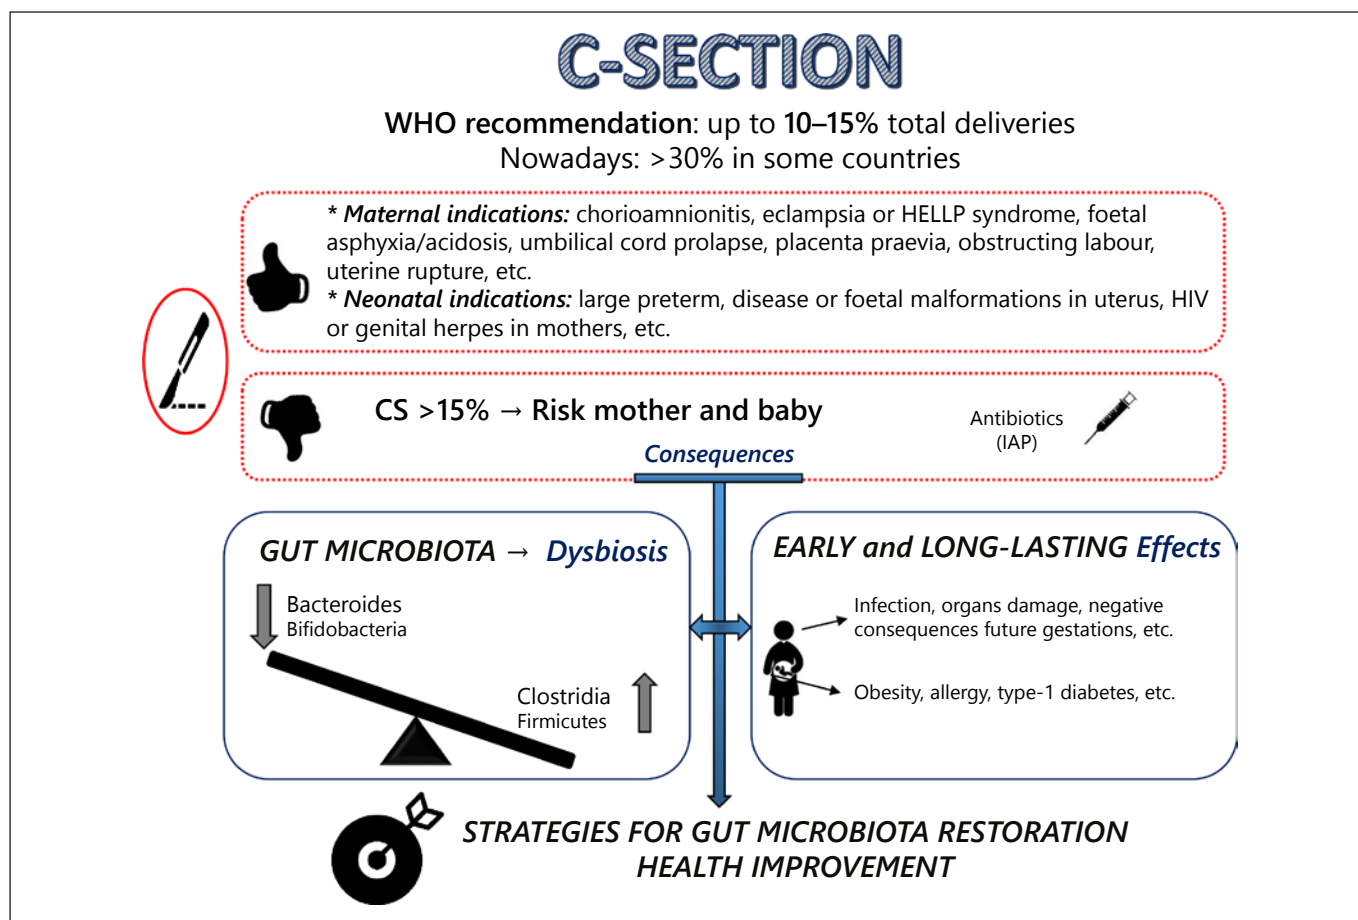 C-SECTION
WHO recommendation: up to 10–15% total deliveries
Nowadays: >30% in some countries
* Maternal indications: chorioamnionitis, eclampsia or HELLP syndrome, foetal
asphyxia/acidosis, umbilical cord prolapse, placenta praevia, obstructing labour,
uterine rupture, etc.
* Neonatal indications: large preterm, disease or foetal malformations in uterus, HIV
or genital herpes in mothers, etc.
CS >15% → Risk mother and baby
Antibiotics
(IAP)
Consequences
GUT MICROBIOTA → Dysbiosis
Bacteroides
Bifidobacteria
Clostridia
Firmicutes
EARLY and LONG-LASTING Effects
Infection, organs damage, negative
consequences future gestations, etc.
Obesity, allergy, type-1 diabetes, etc.
STRATEGIES FOR GUT MICROBIOTA RESTORATION
HEALTH IMPROVEMENT